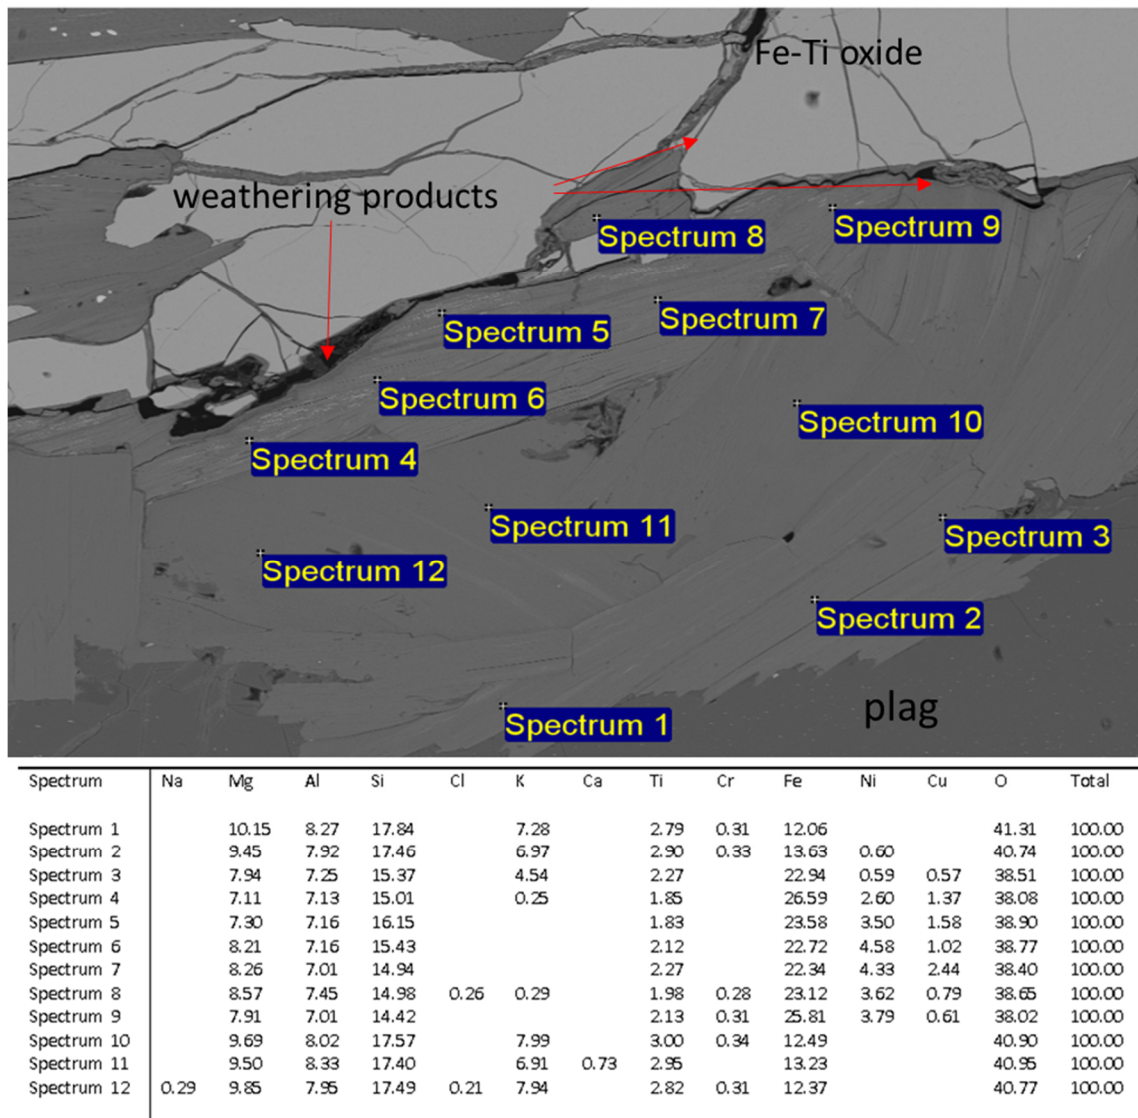 Fe-Ti oxide
weathering products
Spectrum 8
Spectrum 9
Spectrum 5
Spectrum 7
Spectrum 6
Spectrum 10
Spectrum 4
Spectrum 11
Spectrum 3
Spectrum 12
Spectrum 2
plag
Spectrum 1
Spectrum Na Mg Al Si Cl K Ca Ti Cr Fe Ni Cu O Total
Spectrum 1 10.15 8.27 17.84 7.28 2.79 0.31 12.06 41.31 100.00
Spectrum 2 9.45 7.92 17.46 6.97 2.90 0.33 13.63 0.60 40.74 100.00
Spectrum 3 7.94 7.25 15.37 4.54 2.27 22.94 0.59 0.57 38.51 100.00
Spectrum 4 7.11 7.13 15.01 0.25 1.85 26.59 2.60 1.37 38.08 100.00
Spectrum 5 7.30 7.16 16.15 1.83 23.58 3.50 1.58 38.90 100.00
Spectrum 6 8.21 7.16 15.43 2.12 22.72 4.58 1.02 38.77 100.00
Spectrum 7 8.26 7.01 14.94 2.27 22.34 4.33 2.44 38.40 100.00
Spectrum 8 8.57 7.45 14.98 0.26 0.29 1.98 0.28 23.12 3.62 0.79 38.65 100.00
Spectrum 9 7.91 7.01 14.42 2.13 0.31 25.81 3.79 0.61 38.02 100.00
Spectrum 10 9.69 8.02 17.57 7.99 3.00 0.34 12.49 40.90 100.00
Spectrum 11 9.50 8.33 17.40 6.91 0.73 2.95 13.23 40.95 100.00
Spectrum 12 0.29 9.85 7.95 17.49 0.21 7.94 2.82 0.31 12.37 40.77 100.00